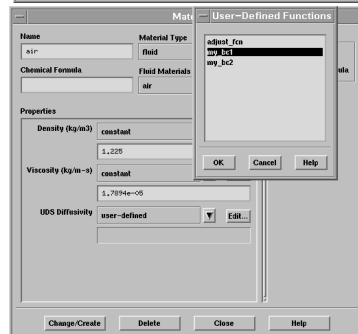 Mate
User-Defined Functions
adjust_fcn
my_bc1
my_bc2
OK Cancel Help
Name
air
Material Type
fluid
Chemical Formula
Fluid Materials
air
ula
Properties
Density (kg/m3) constant
1.225
Viscosity (kg/m-s) constant
1.7894e-05
UDS Diffusivity user-defined Edit...
Change/Create Delete Close Help